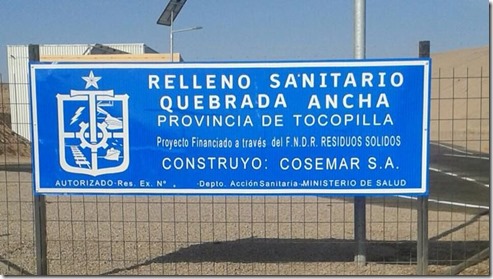 RELLENO SANITARIO
QUEBRADA ANCHA
PROVINCIA DE TOCOPILLA
Proyecto Financiado a través del F.N.D.R. RESIDUOS SOLIDOS
CONSTRUYO: COSEMAR S.A.
AUTORIZADO-Res. Ex. N° -Depto. Acción Sanitaria-MINISTERIO DE SALUD